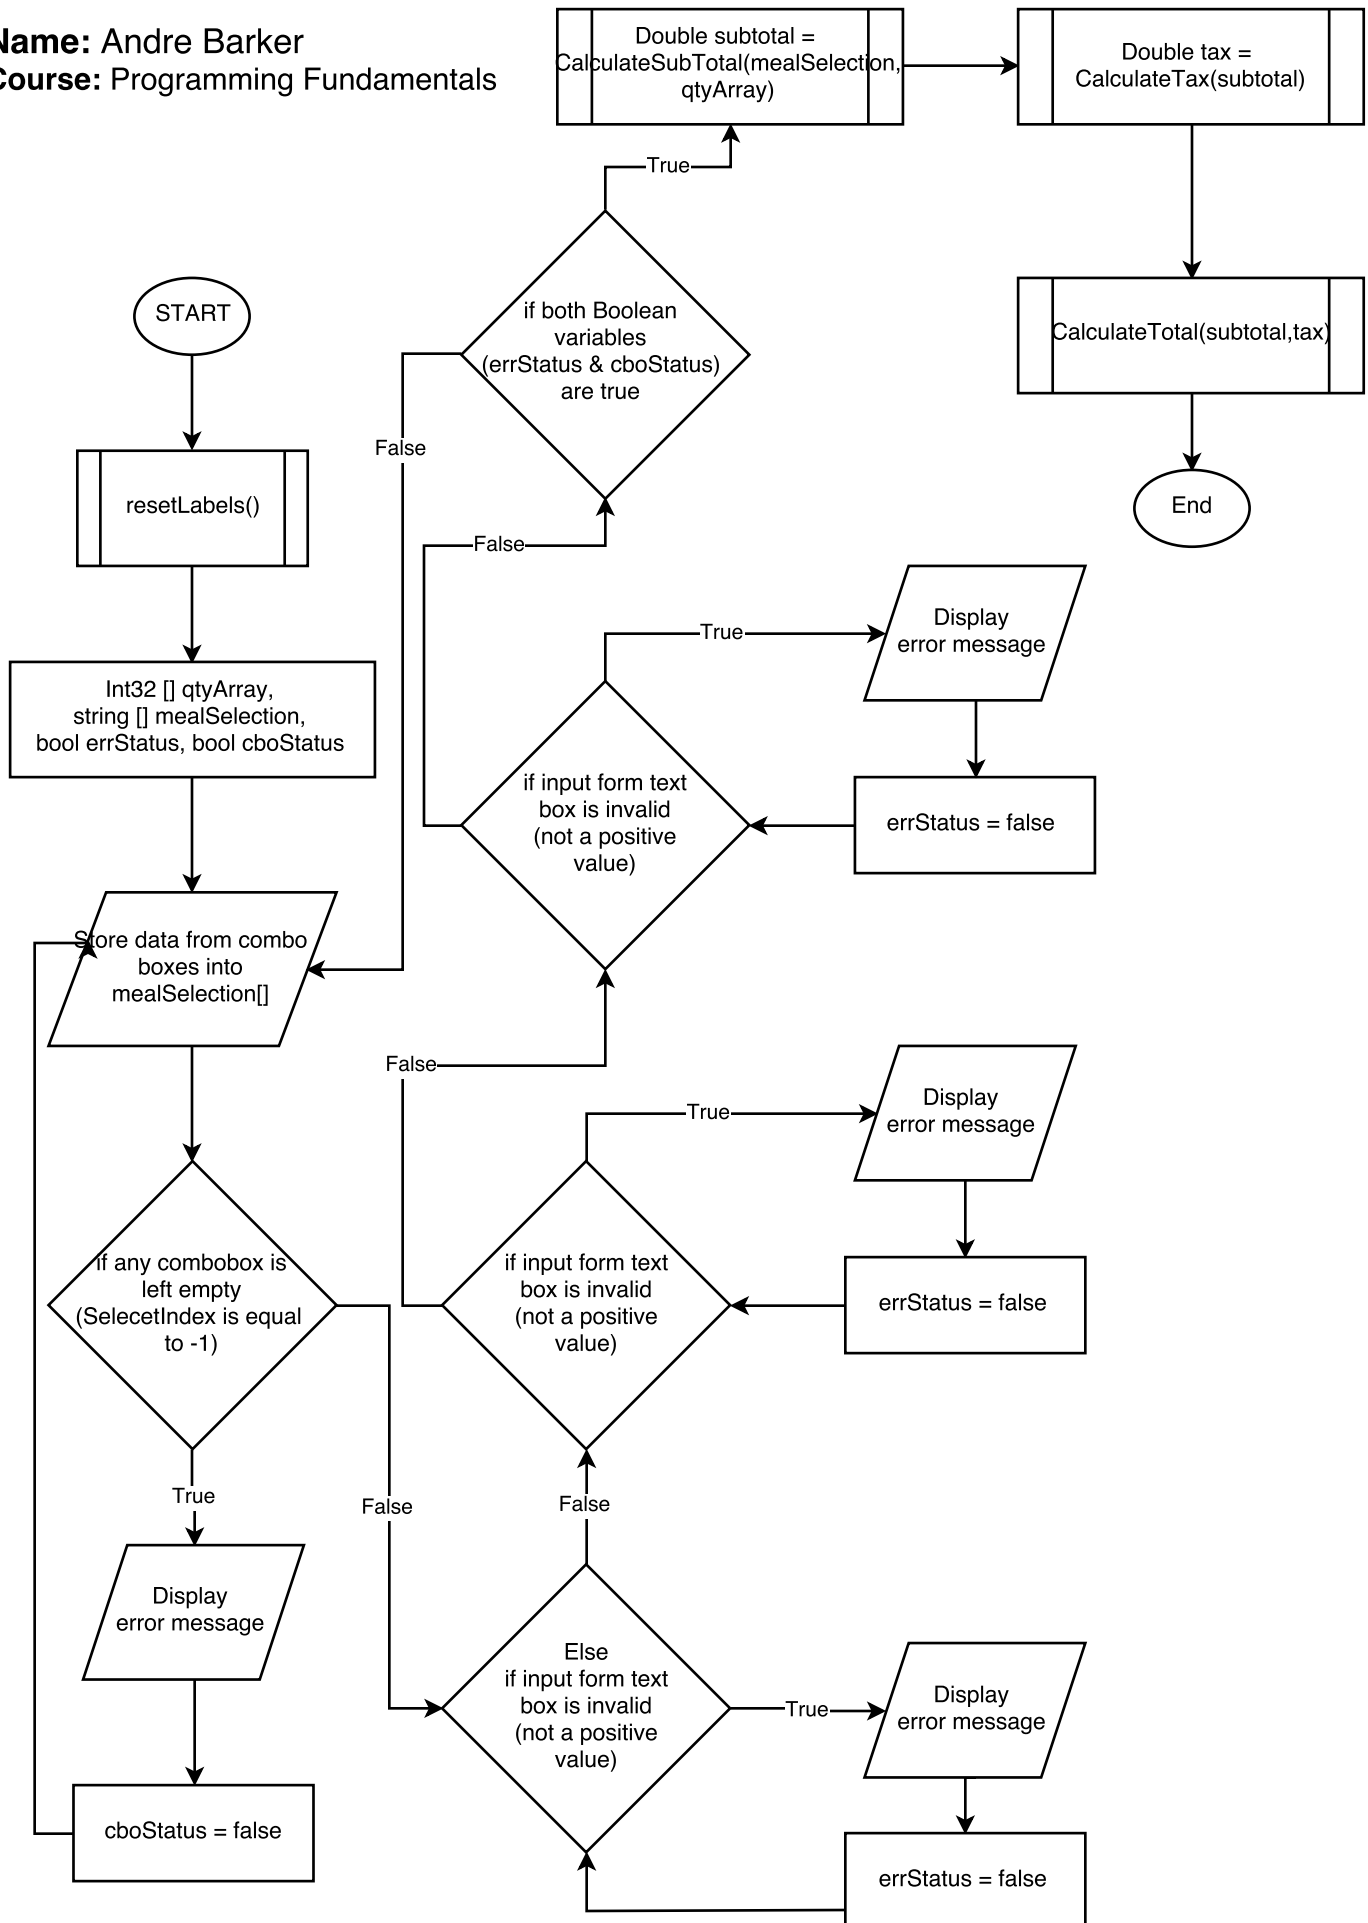 Name: Andre Barker
Course: Programming Fundamentals
Double subtotal =
CalculateSubTotal(mealSelection,
qtyArray)
Double tax =
CalculateTax(subtotal)
True
START
if both Boolean
variables
(errStatus & cboStatus)
are true
CalculateTotal(subtotal,tax)
False
resetLabels()
End
False
Int32 [] qtyArray,
string [] mealSelection,
bool errStatus, bool cboStatus
True
Display
error message
if input form text
box is invalid
(not a positive
value)
errStatus = false
Store data from combo
boxes into
mealSelection[]
False
True
Display
error message
if any combobox is
left empty
(SelecetIndex is equal
to -1)
if input form text
box is invalid
(not a positive
value)
errStatus = false
True
False
False
Display
error message
Else
if input form text
box is invalid
(not a positive
value)
True
Display
error message
cboStatus = false
errStatus = false